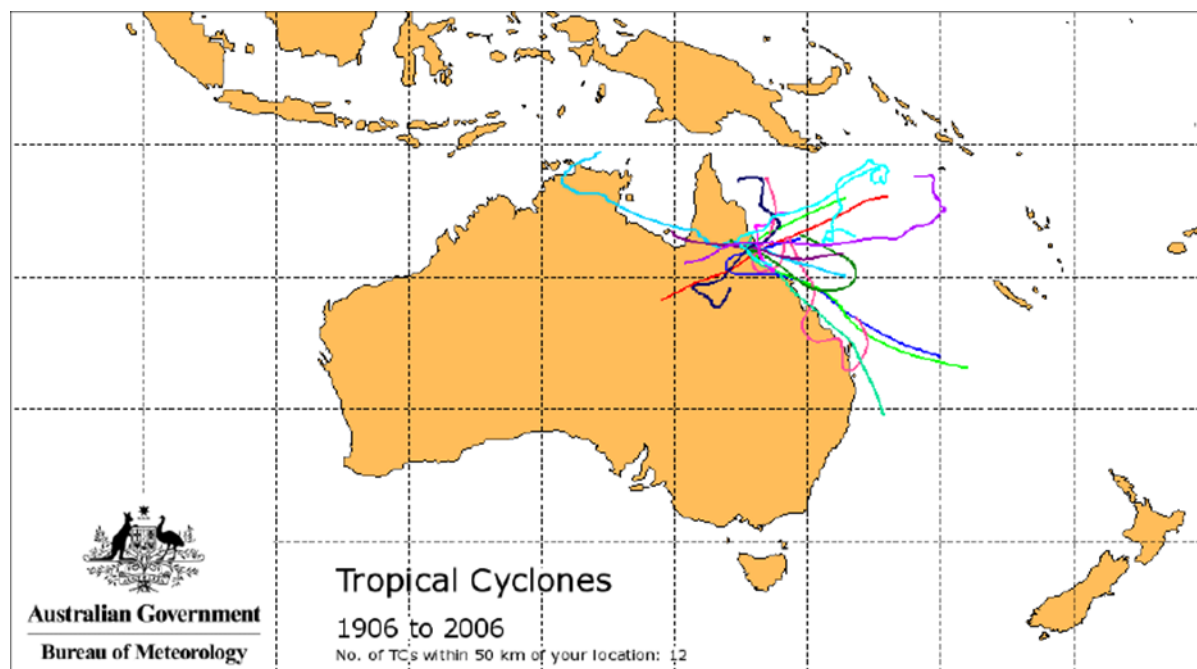 Tropical Cyclones
1906 to 2006
No. of TCs within 50 km of your location: 12
Australian Government
Bureau of Meteorology